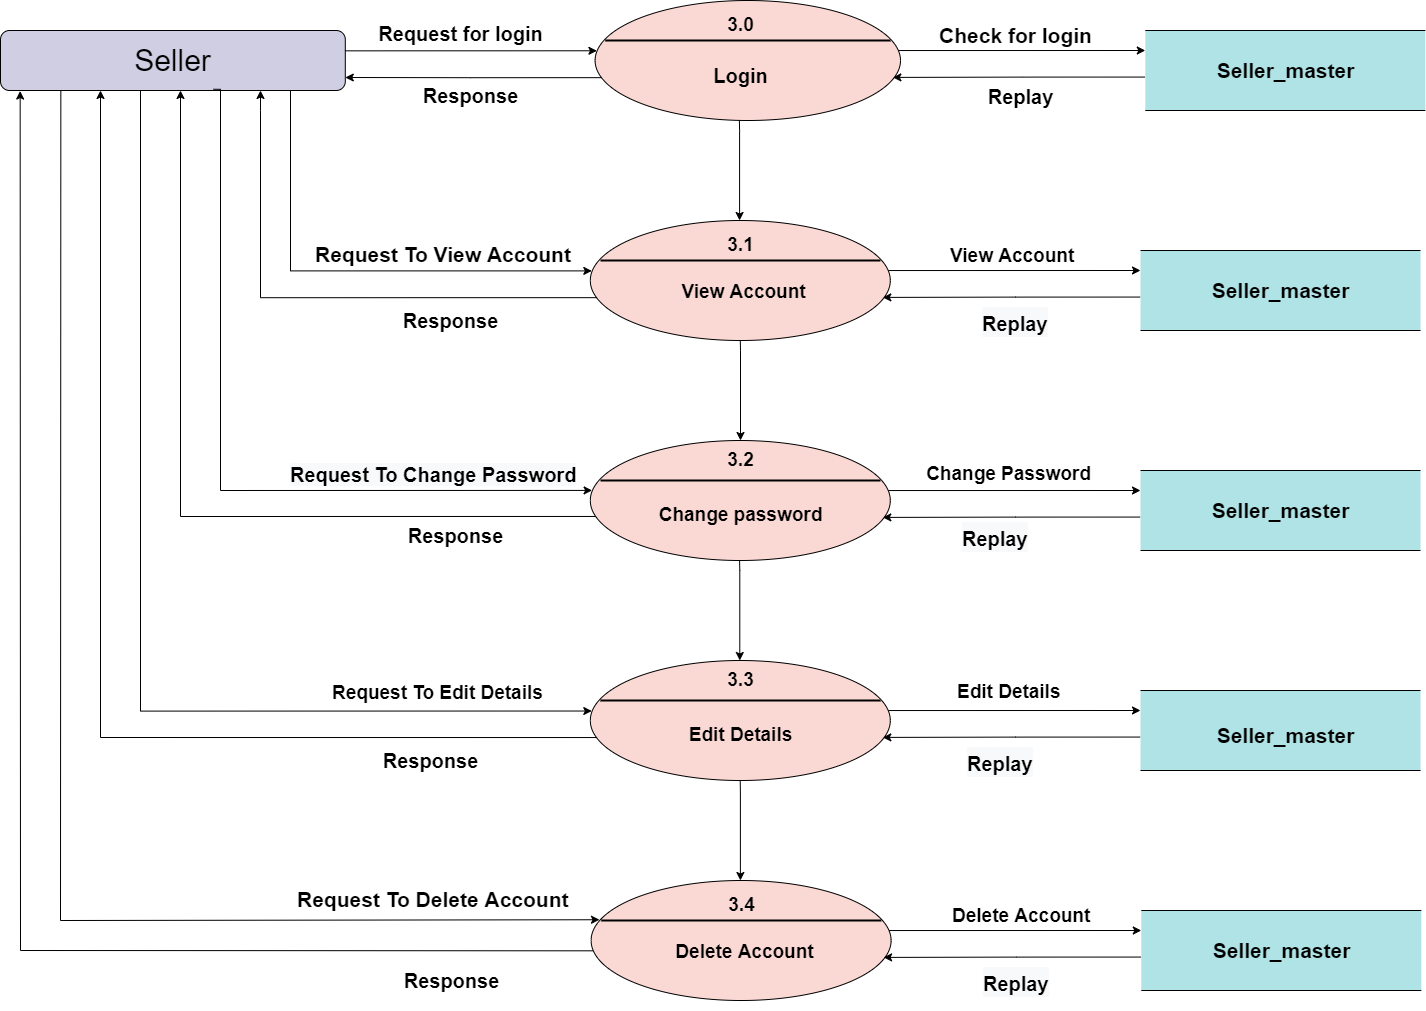 Seller
Request for login
3.0
Login
Check for login
Seller_master
Response
Replay
Request To View Account
3.1
View Account
View Account
Seller_master
Response
Replay
Request To Change Password
3.2
Change password
Change Password
Seller_master
Response
Replay
Request To Edit Details
3.3
Edit Details
Edit Details
Seller_master
Response
Replay
Request To Delete Account
3.4
Delete Account
Delete Account
Seller_master
Response
Replay